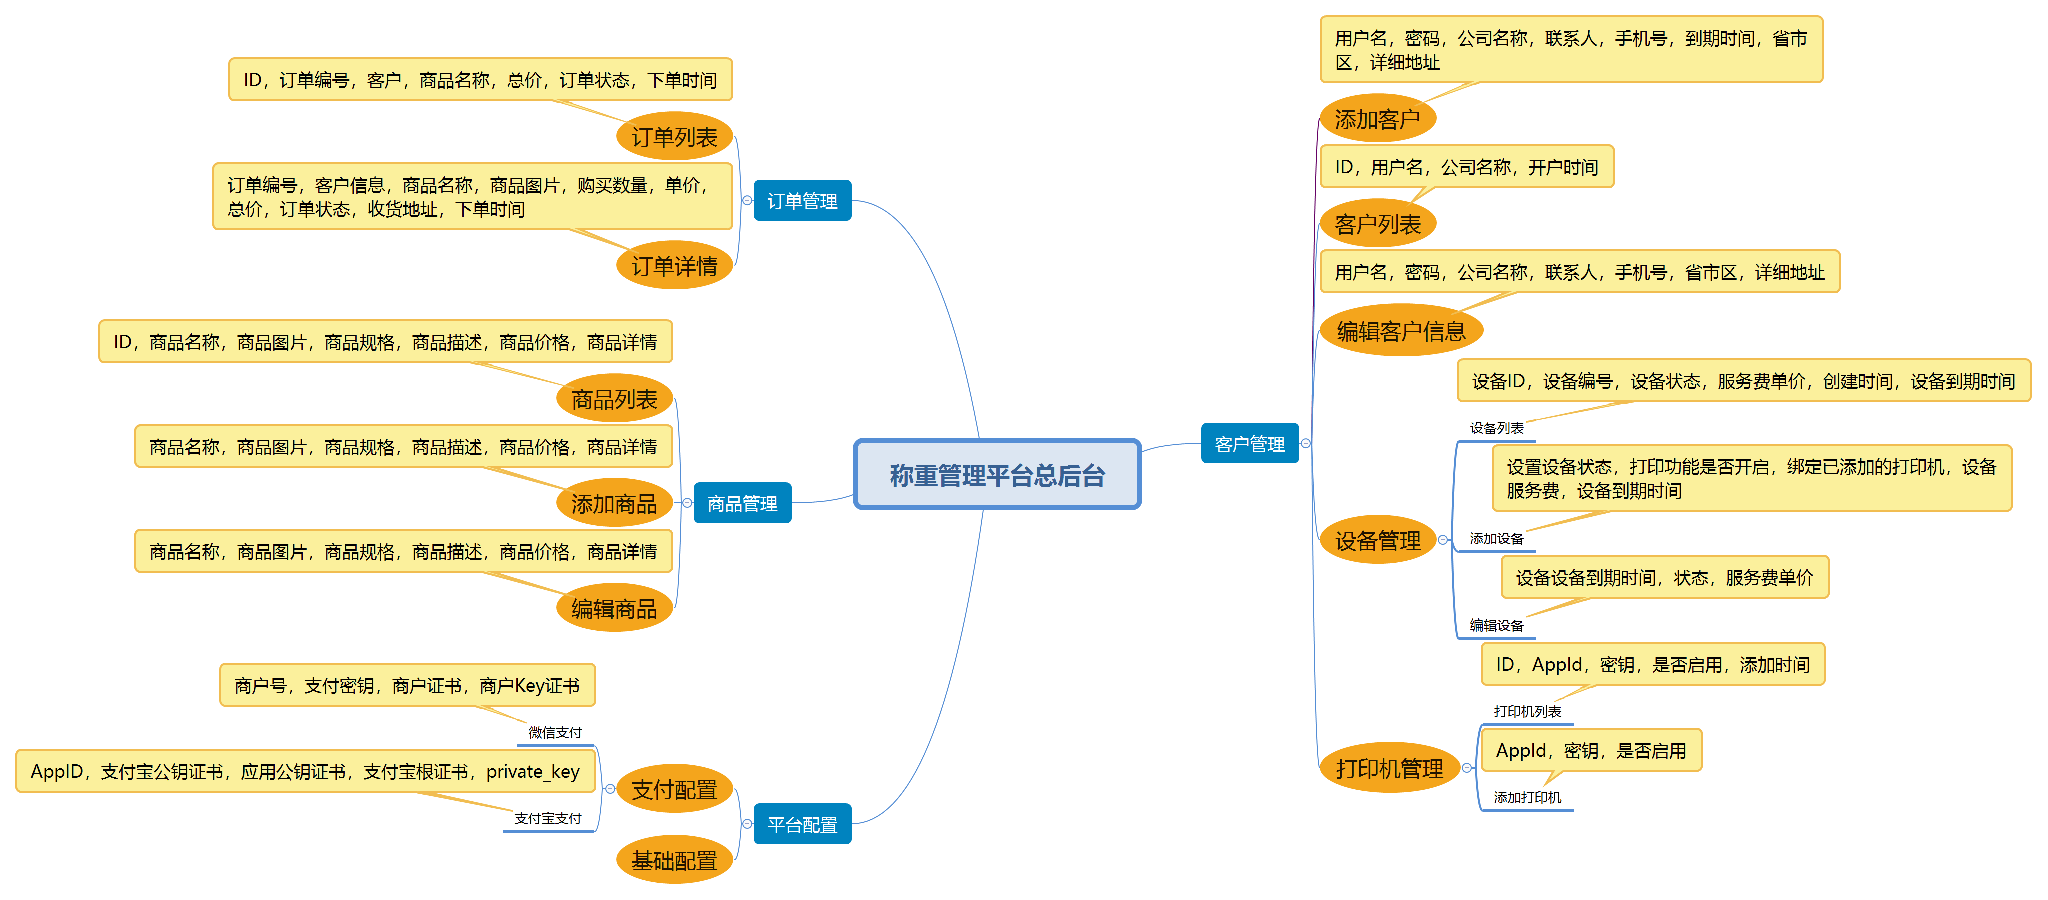 称重管理平台总后台
订单管理
ID，订单编号，客户，商品名称，总价，订单状态，下单时间
订单列表
订单编号，客户信息，商品名称，商品图片，购买数量，单价，
总价，订单状态，收货地址，下单时间
订单详情
商品管理
ID，商品名称，商品图片，商品规格，商品描述，商品价格，商品详情
商品列表
商品名称，商品图片，商品规格，商品描述，商品价格，商品详情
添加商品
商品名称，商品图片，商品规格，商品描述，商品价格，商品详情
编辑商品
平台配置
支付配置
商户号，支付密钥，商户证书，商户Key证书
微信支付
AppID，支付宝公钥证书，应用公钥证书，支付宝根证书，private_key
支付宝支付
基础配置
客户管理
用户名，密码，公司名称，联系人，手机号，到期时间，省市
区，详细地址
添加客户
ID，用户名，公司名称，开户时间
客户列表
用户名，密码，公司名称，联系人，手机号，省市区，详细地址
编辑客户信息
设备管理
设备ID，设备编号，设备状态，服务费单价，创建时间，设备到期时间
设备列表
设置设备状态，打印功能是否开启，绑定已添加的打印机，设备
服务费，设备到期时间
添加设备
设备设备到期时间，状态，服务费单价
编辑设备
打印机管理
ID，AppId，密钥，是否启用，添加时间
打印机列表
AppId，密钥，是否启用
添加打印机